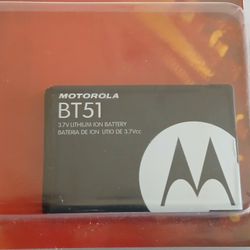 MOTOROLA
BT51
3.7V LITHIUM ION BATTERY
BATERIA DE ION LITIO DE 3.7Vcc